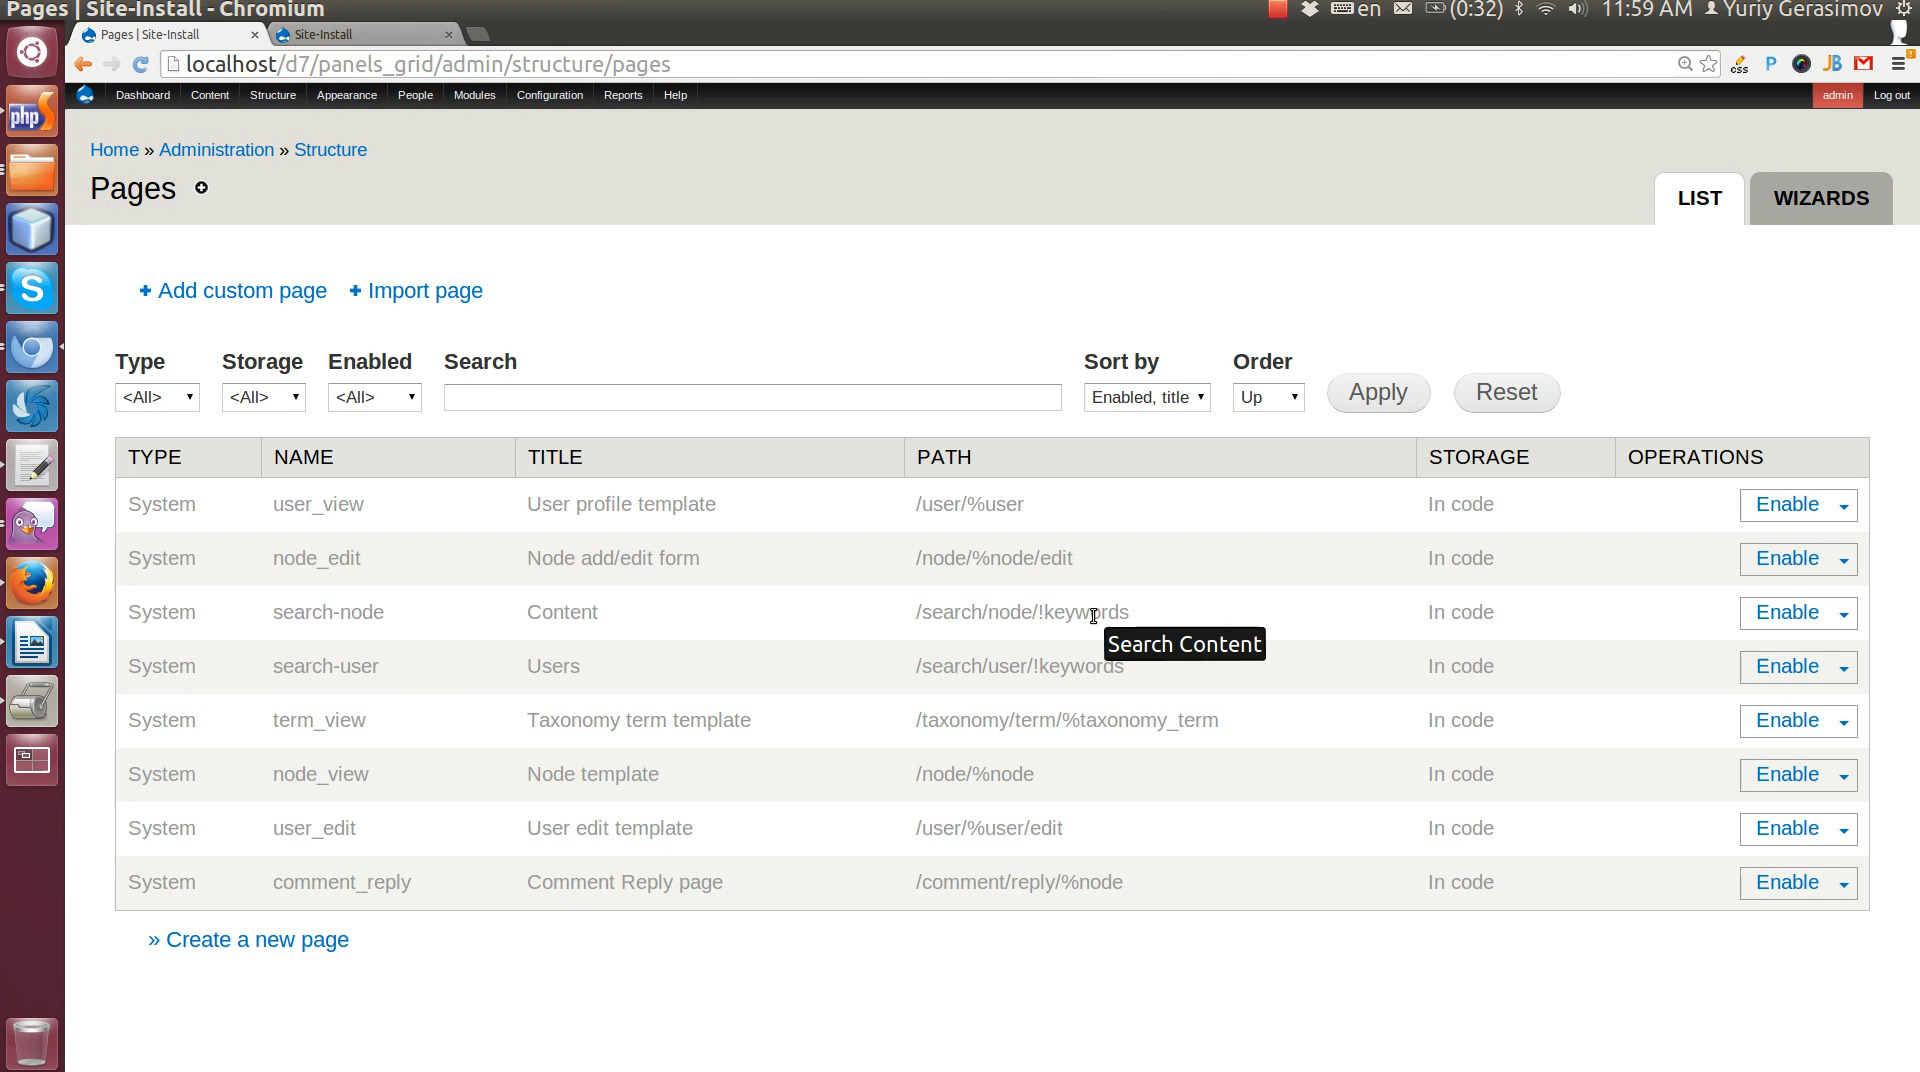 Pages | Site-Install - Chromium
en (0:32) 11:59 AM Yuriy Gerasimov
Pages | Site-Install × Site-Install ×
localhost/d7/panels_grid/admin/structure/pages
css P JB M
Dashboard Content Structure Appearance People Modules Configuration Reports Help admin Log out
Home » Administration » Structure
Pages
LIST WIZARDS
+ Add custom page + Import page
Type Storage Enabled Search Sort by Order
<All> <All> <All> Enabled, title Up Apply Reset
TYPE NAME TITLE PATH STORAGE OPERATIONS
System user_view User profile template /user/%user In code Enable
System node_edit Node add/edit form /node/%node/edit In code Enable
System search-node Content /search/node/!keywords In code Enable
Search Content
System search-user Users /search/user/!keywords In code Enable
System term_view Taxonomy term template /taxonomy/term/%taxonomy_term In code Enable
System node_view Node template /node/%node In code Enable
System user_edit User edit template /user/%user/edit In code Enable
System comment_reply Comment Reply page /comment/reply/%node In code Enable
» Create a new page
php S
S